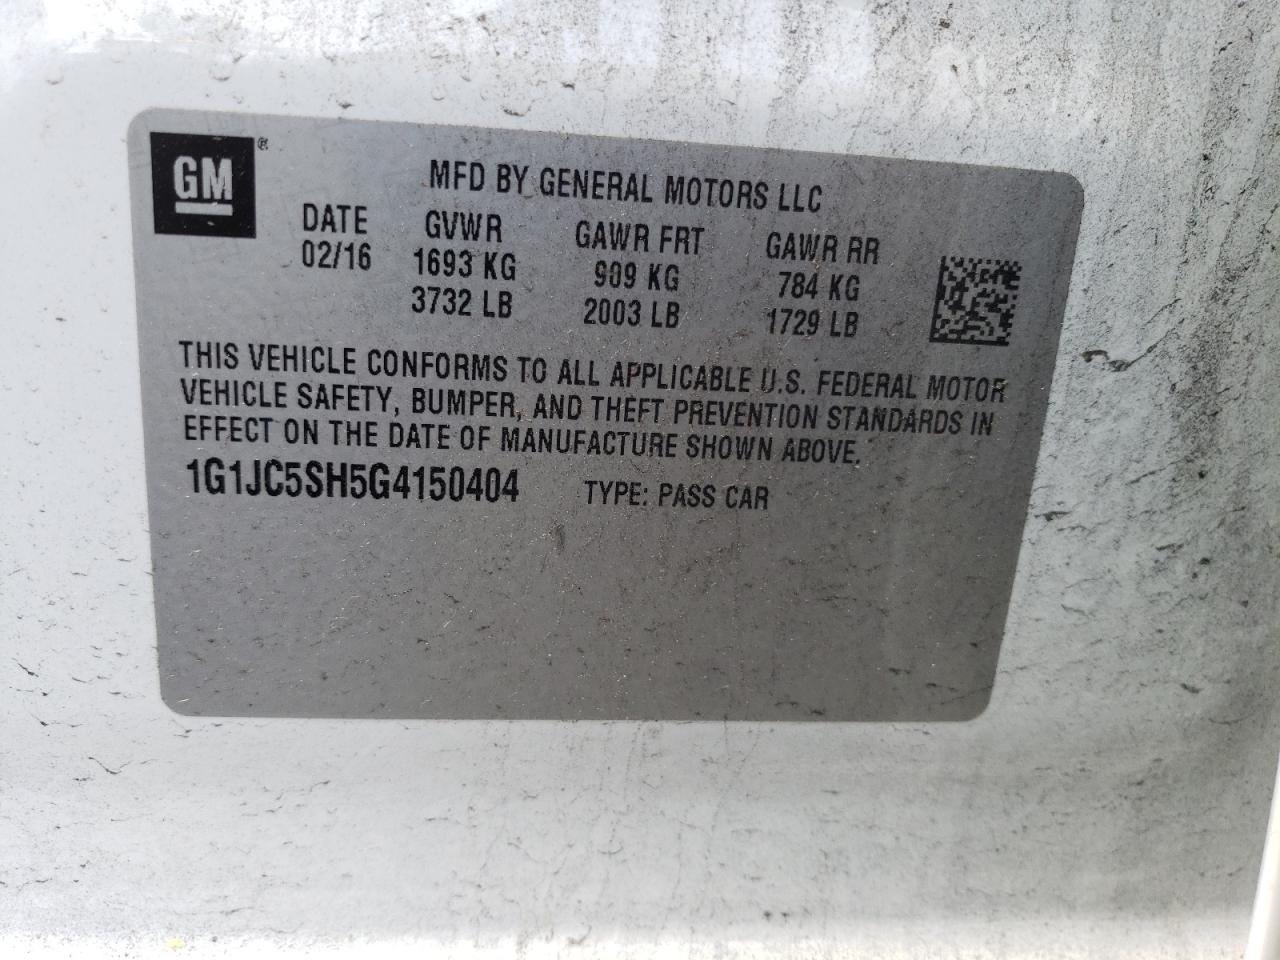 GM®
MFD BY GENERAL MOTORS LLC
DATE GVWR GAWR FRT GAWR RR
02/16 1693 KG 909 KG 784 KG
3732 LB 2003 LB 1729 LB
THIS VEHICLE CONFORMS TO ALL APPLICABLE U.S. FEDERAL MOTOR
VEHICLE SAFETY, BUMPER, AND THEFT PREVENTION STANDARDS IN
EFFECT ON THE DATE OF MANUFACTURE SHOWN ABOVE.
1G1JC5SH5G4150404 TYPE: PASS CAR